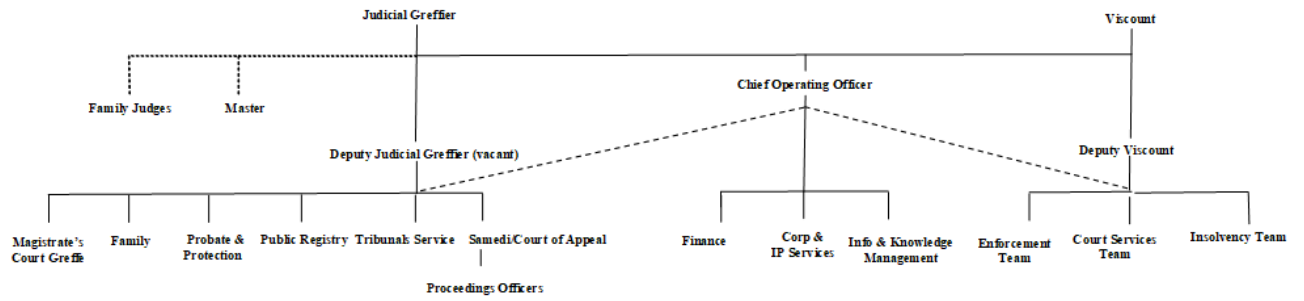 Judicial Greffier
Viscount
Chief Operating Officer
Family Judges
Master
Deputy Judicial Greffier (vacant)
Deputy Viscount
Magistrate's
Court Greffe
Family
Probate &
Protection
Public Registry
Tribunals Service
Samedi/Court of Appeal
Finance
Corp &
IP Services
Info & Knowledge
Management
Enforcement
Team
Court Services
Team
Insolvency Team
Proceedings Officers